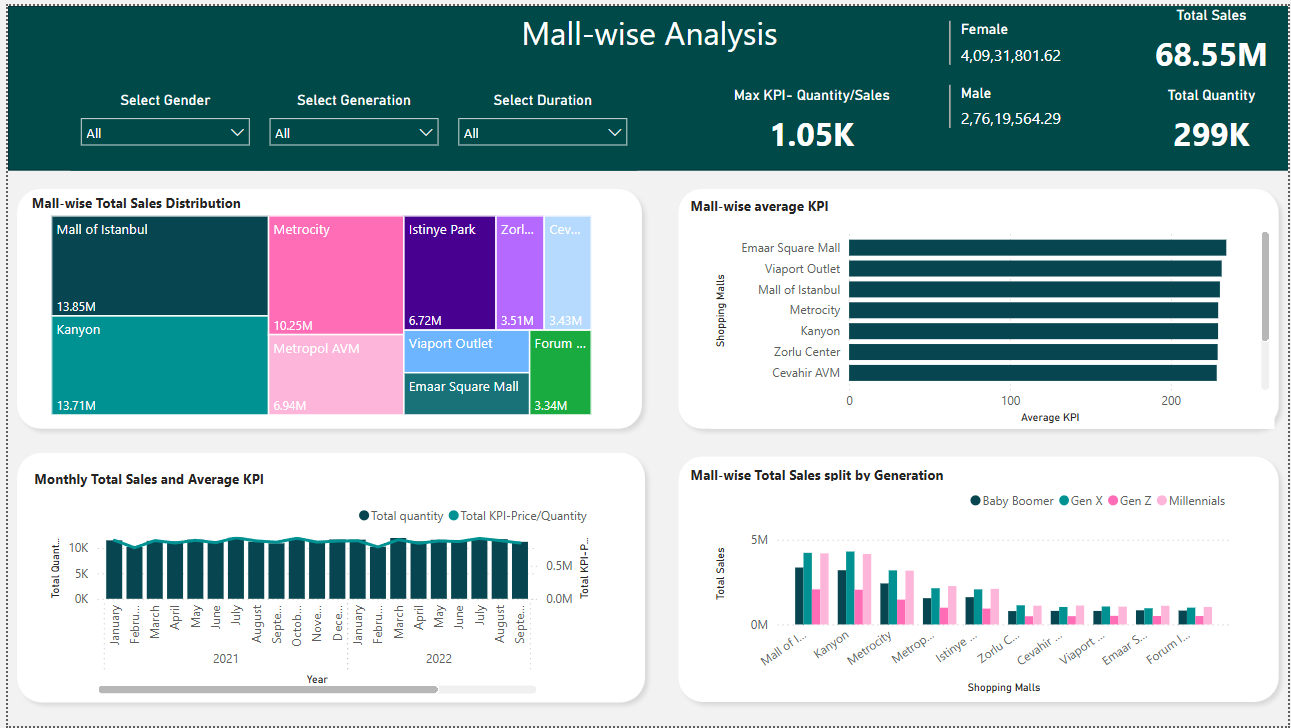 Mall-wise Analysis
Select Gender
All
Select Generation
All
Select Duration
All
Max KPI- Quantity/Sales
1.05K
Female
4,09,31,801.62
Male
2,76,19,564.29
Total Sales
68.55M
Total Quantity
299K
Mall-wise Total Sales Distribution
Mall of Istanbul
13.85M
Kanyon
13.71M
Metrocity
10.25M
Metropol AVM
6.94M
Istinye Park
6.72M
Zorl...
3.51M
Cev...
3.43M
Viaport Outlet
Emaar Square Mall
Forum ...
3.34M
Mall-wise average KPI
Shopping Malls
Emaar Square Mall
Viaport Outlet
Mall of Istanbul
Metrocity
Kanyon
Zorlu Center
Cevahir AVM
0 100 200
Average KPI
Monthly Total Sales and Average KPI
Total quantity Total KPI-Price/Quantity
Total Quant...
10K
5K
0K
0.5M
0.0M
Total KPI-P...
January Febru... March April May June July August Septe... Octob... Nove... Dece... January Febru... March April May June July August Septe...
2021 2022
Year
Mall-wise Total Sales split by Generation
Baby Boomer Gen X Gen Z Millennials
Total Sales
5M
0M
Mall of I... Kanyon Metrocity Metrop... Istinye ... Zorlu C... Cevahir ... Viaport ... Emaar S... Forum I...
Shopping Malls